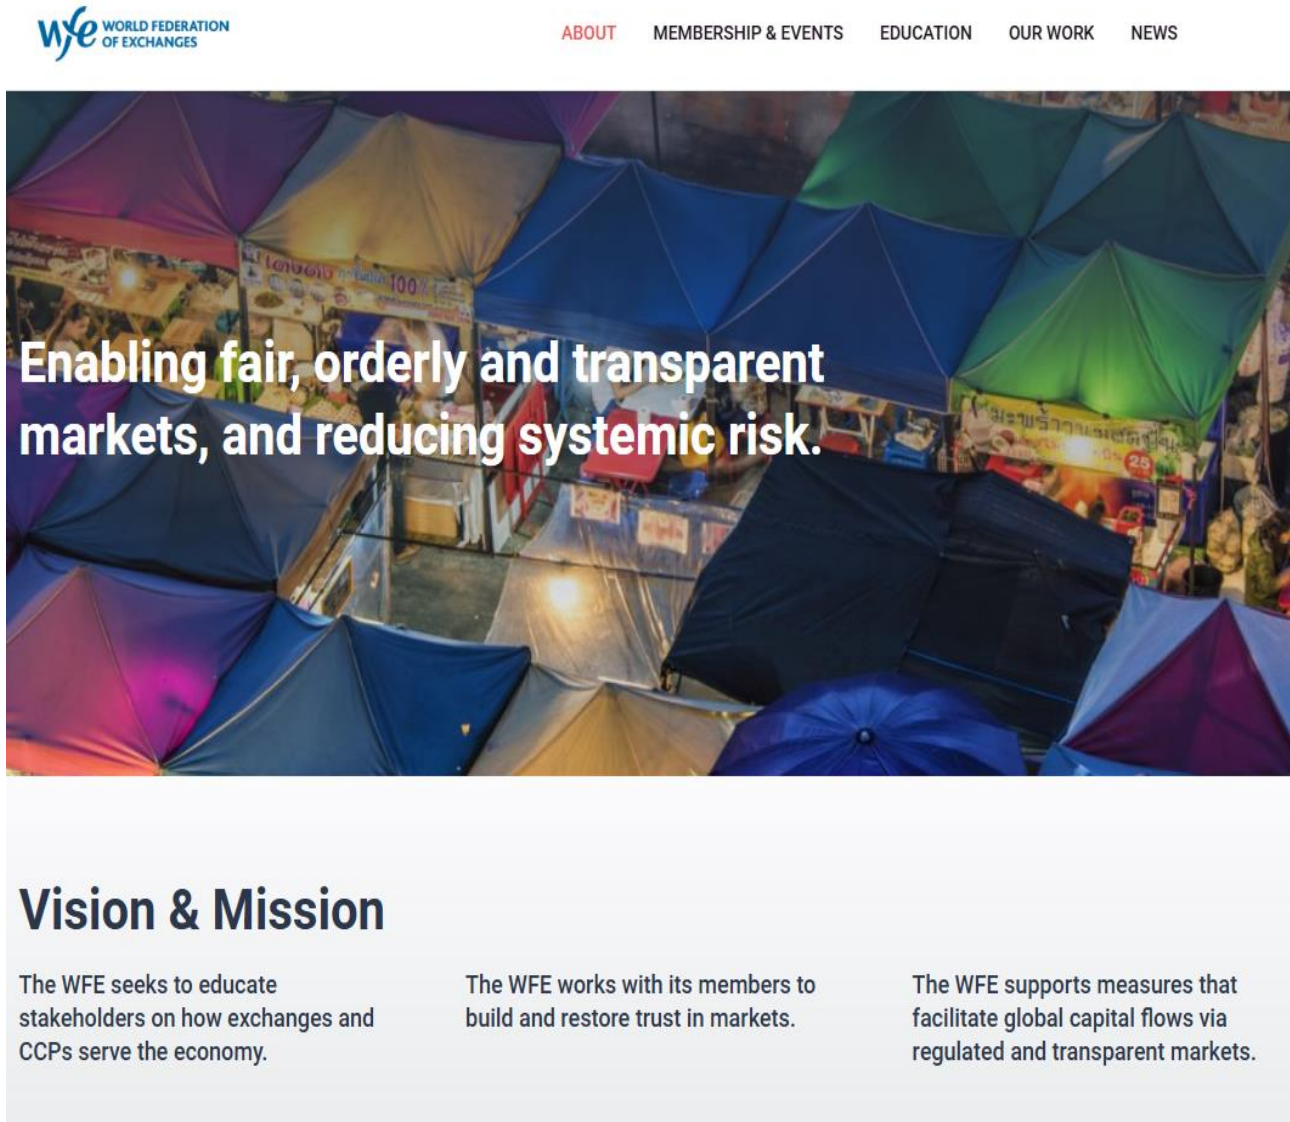 wfe WORLD FEDERATION
OF EXCHANGES
ABOUT MEMBERSHIP & EVENTS EDUCATION OUR WORK NEWS
100%
Enabling fair, orderly and transparent
markets, and reducing systemic risk.
25
Vision & Mission
The WFE seeks to educate
stakeholders on how exchanges and
CCPs serve the economy.
The WFE works with its members to
build and restore trust in markets.
The WFE supports measures that
facilitate global capital flows via
regulated and transparent markets.